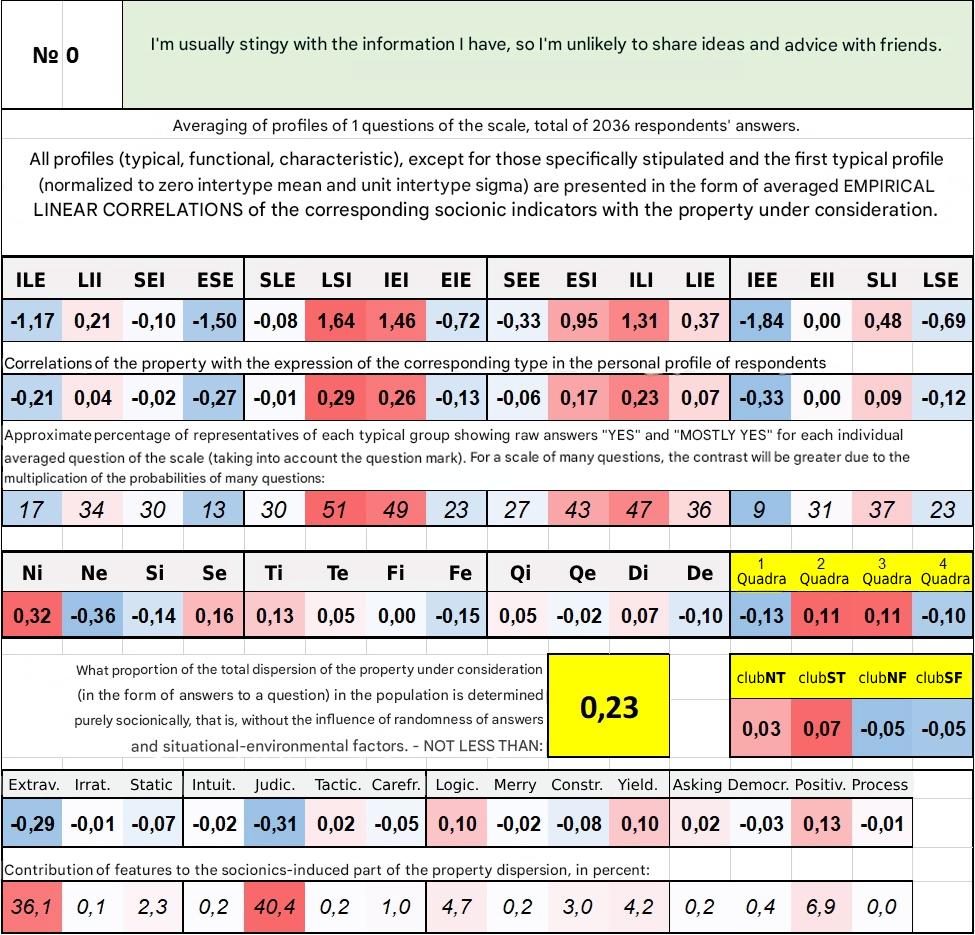 № 0
I'm usually stingy with the information I have, so I'm unlikely to share ideas and advice with friends.
Averaging of profiles of 1 questions of the scale, total of 2036 respondents' answers.
All profiles (typical, functional, characteristic), except for those specifically stipulated and the first typical profile
(normalized to zero intertype mean and unit intertype sigma) are presented in the form of averaged EMPIRICAL
LINEAR CORRELATIONS of the corresponding socionic indicators with the property under consideration.
ILE LII SEI ESE SLE LSI IEI EIE SEE ESI ILI LIE IEE EII SLI LSE
-1,17 0,21 -0,10 -1,50 -0,08 1,64 1,46 -0,72 -0,33 0,95 1,31 0,37 -1,84 0,00 0,48 -0,69
Correlations of the property with the expression of the corresponding type in the personal profile of respondents
-0,21 0,04 -0,02 -0,27 -0,01 0,29 0,26 -0,13 -0,06 0,17 0,23 0,07 -0,33 0,00 0,09 -0,12
Approximate percentage of representatives of each typical group showing raw answers "YES" and "MOSTLY YES" for each individual
averaged question of the scale (taking into account the question mark). For a scale of many questions, the contrast will be greater due to the
multiplication of the probabilities of many questions:
17 34 30 13 30 51 49 23 27 43 47 36 9 31 37 23
Ni Ne Si Se Ti Te Fi Fe Qi Qe Di De 1 Quadra 2 Quadra 3 Quadra 4 Quadra
0,32 -0,36 -0,14 0,16 0,13 0,05 0,00 -0,15 0,05 -0,02 0,07 -0,10 -0,13 0,11 0,11 -0,10
What proportion of the total dispersion of the property under consideration
(in the form of answers to a question) in the population is determined
purely socionically, that is, without the influence of randomness of answers
and situational-environmental factors. - NOT LESS THAN:
0,23
clubNT clubST clubNF clubSF
0,03 0,07 -0,05 -0,05
Extrav. Irrat. Static Intuit. Judic. Tactic. Carefr. Logic. Merry Constr. Yield. Asking Democr. Positiv. Process
-0,29 -0,01 -0,07 -0,02 -0,31 0,02 -0,05 0,10 -0,02 -0,08 0,10 0,02 -0,03 0,13 -0,01
Contribution of features to the socionics-induced part of the property dispersion, in percent:
36,1 0,1 2,3 0,2 40,4 0,2 1,0 4,7 0,2 3,0 4,2 0,2 0,4 6,9 0,0